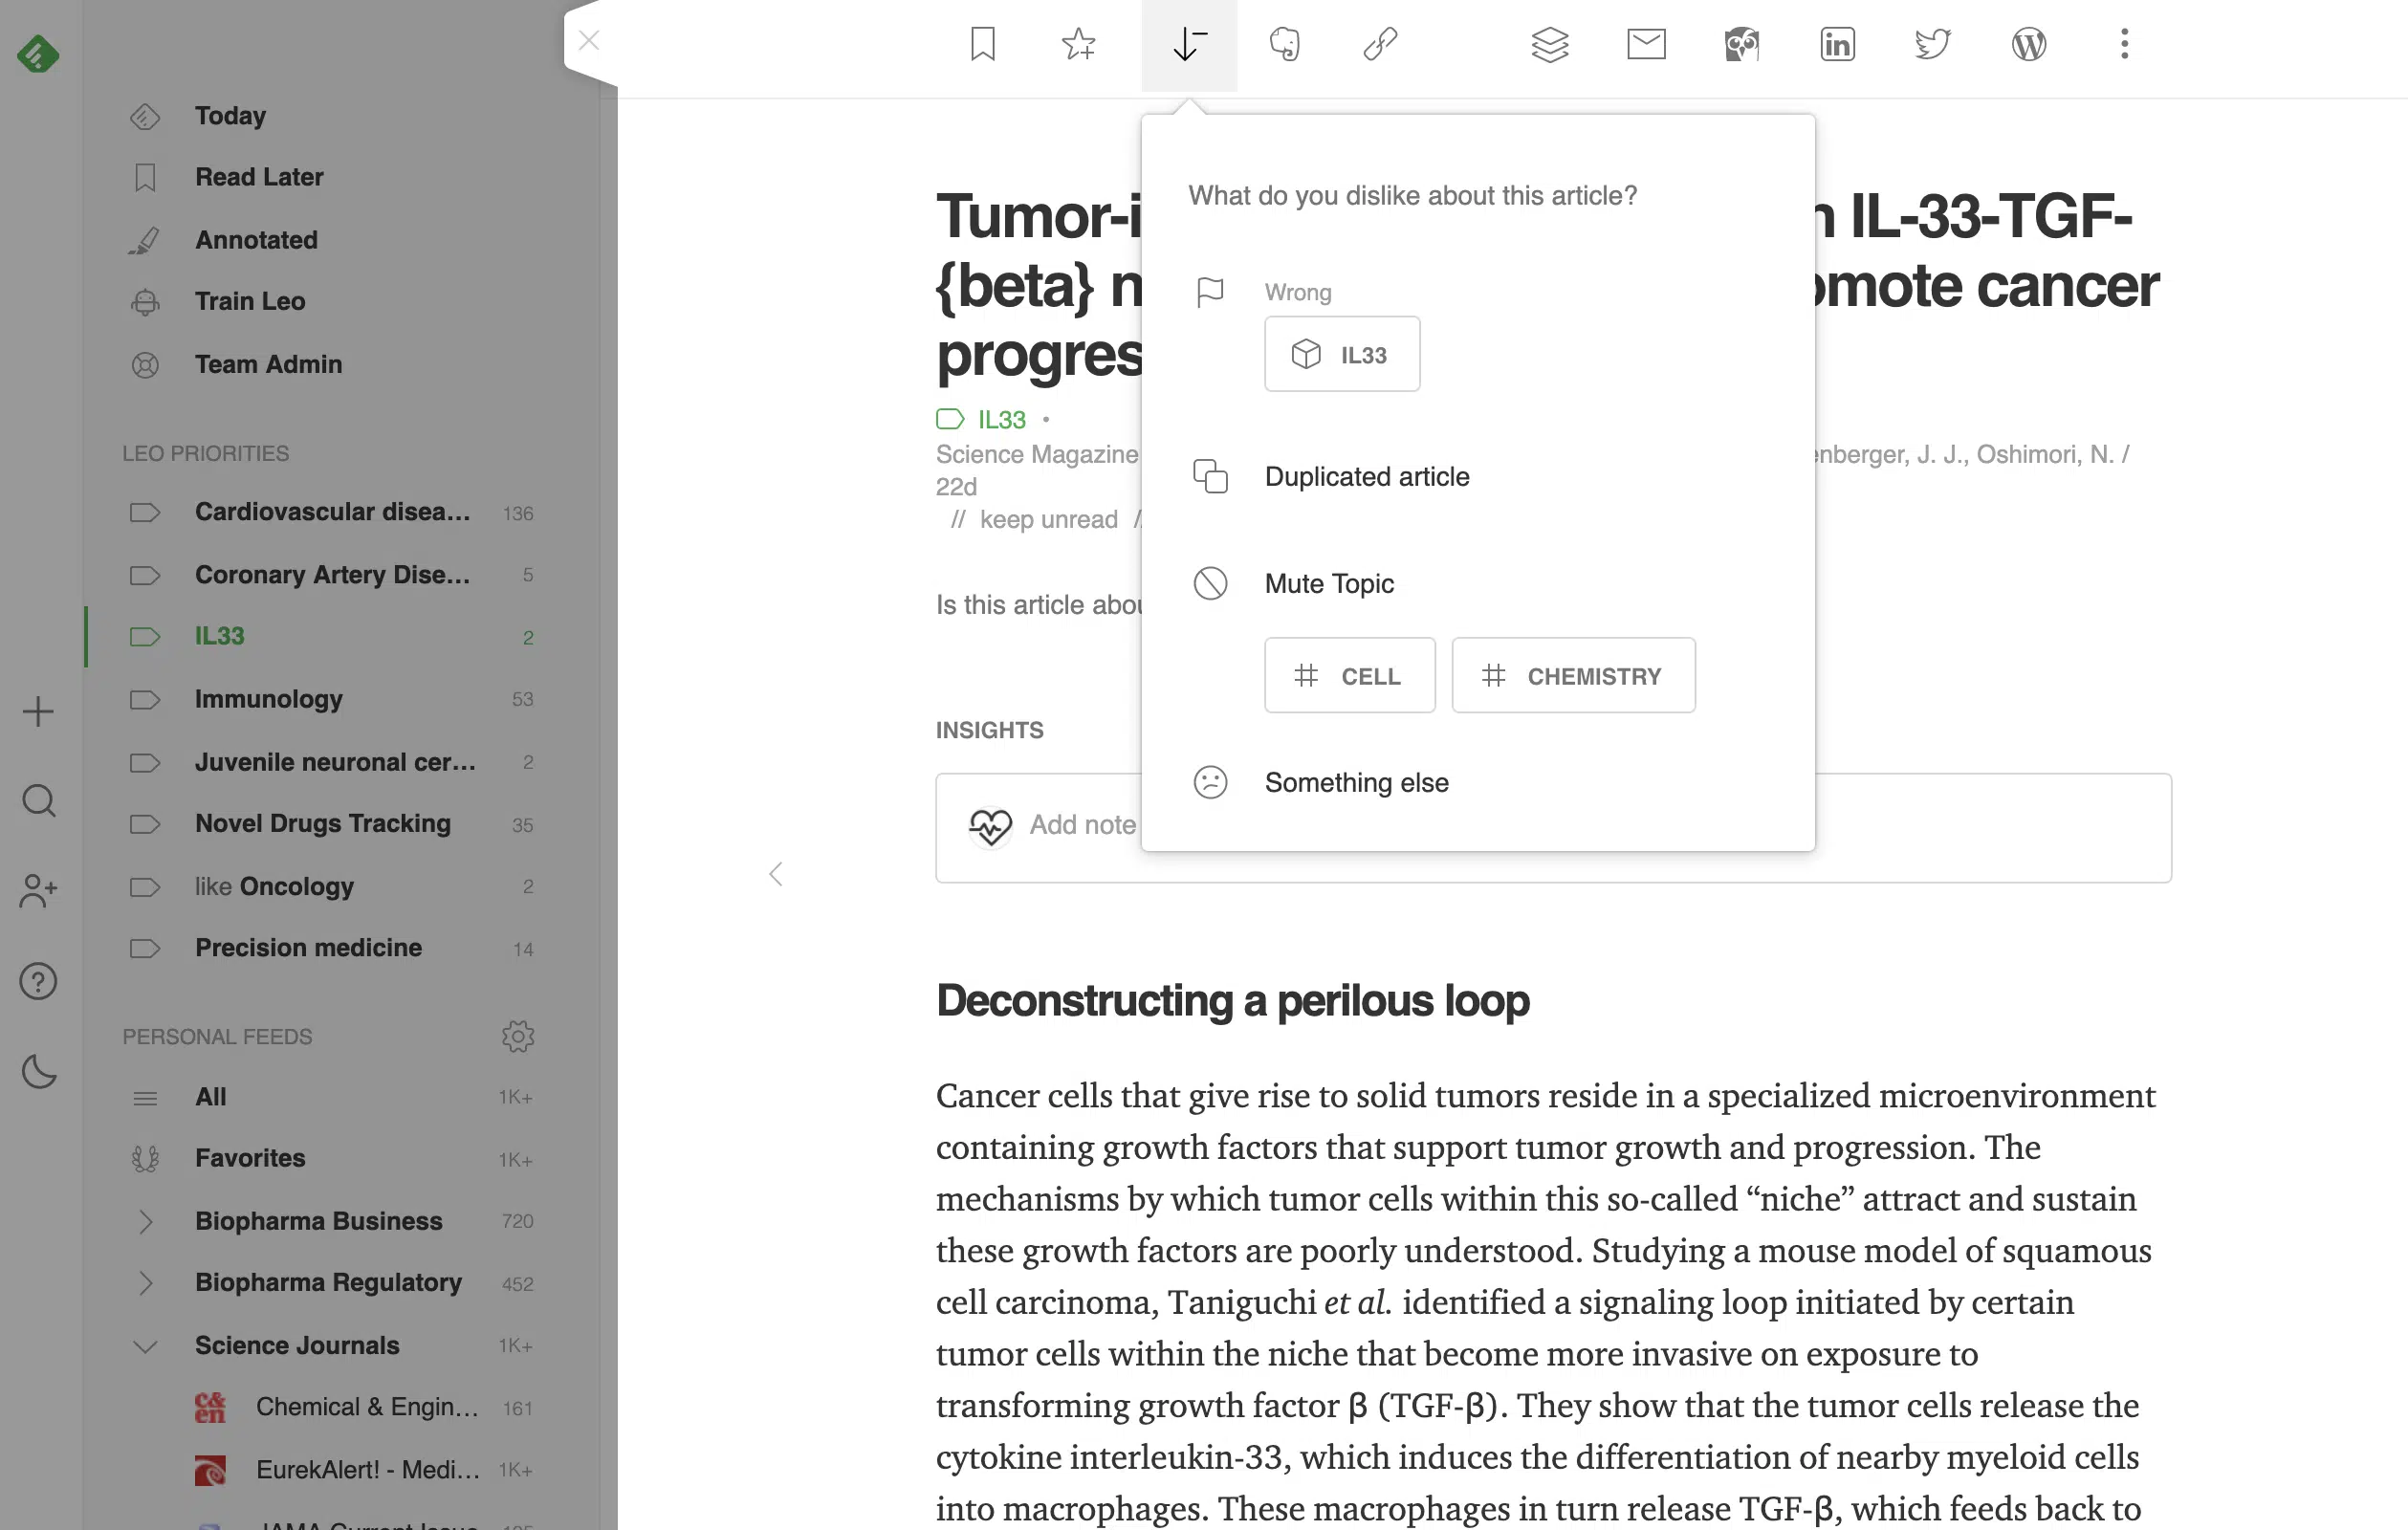 Today
Read Later
Annotated
Train Leo
Team Admin
LEO PRIORITIES
Cardiovascular disea... 136
Coronary Artery Dise... 5
IL33 2
Immunology 53
Juvenile neuronal cer... 2
Novel Drugs Tracking 35
like Oncology 2
Precision medicine 14
PERSONAL FEEDS
All 1K+
Favorites 1K+
Biopharma Business 720
Biopharma Regulatory 452
Science Journals 1K+
c&en Chemical & Engin... 161
EurekAlert! - Medi... 1K+
What do you dislike about this article?
Wrong
IL33
Duplicated article
Mute Topic
CELL CHEMISTRY
Something else
Tumor-i IL-33-TGF-
{beta} cancer
progres
IL33 •
Science Magazine enberger, J. J., Oshimori, N. /
22d
// keep unread //
Is this article abou
INSIGHTS
Add note
Deconstructing a perilous loop
Cancer cells that give rise to solid tumors reside in a specialized microenvironment
containing growth factors that support tumor growth and progression. The
mechanisms by which tumor cells within this so-called “niche” attract and sustain
these growth factors are poorly understood. Studying a mouse model of squamous
cell carcinoma, Taniguchi et al. identified a signaling loop initiated by certain
tumor cells within the niche that become more invasive on exposure to
transforming growth factor β (TGF-β). They show that the tumor cells release the
cytokine interleukin-33, which induces the differentiation of nearby myeloid cells
into macrophages. These macrophages in turn release TGF-β, which feeds back to